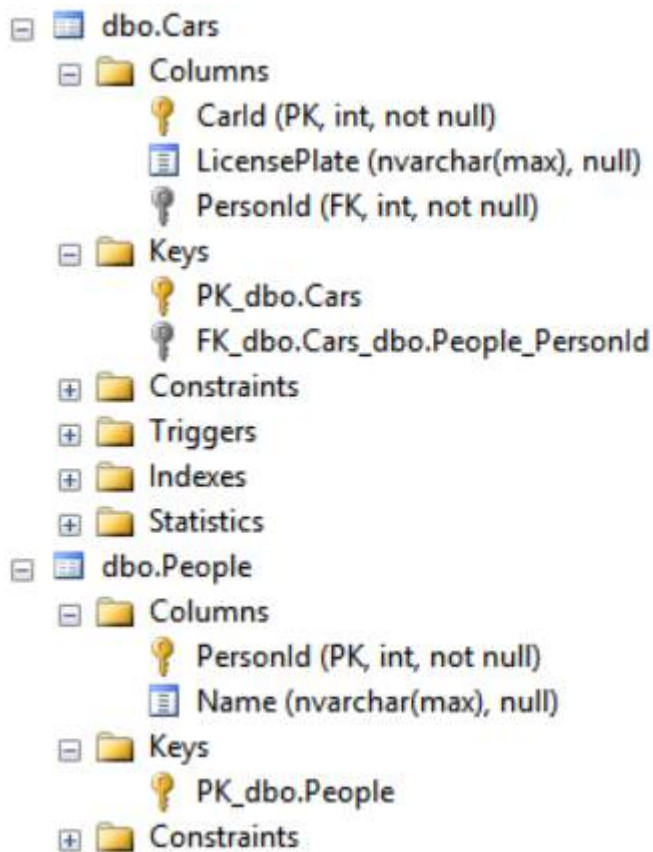 dbo.Cars
Columns
CarId (PK, int, not null)
LicensePlate (nvarchar(max), null)
PersonId (FK, int, not null)
Keys
PK_dbo.Cars
FK_dbo.Cars_dbo.People_PersonId
Constraints
Triggers
Indexes
Statistics
dbo.People
Columns
PersonId (PK, int, not null)
Name (nvarchar(max), null)
Keys
PK_dbo.People
Constraints